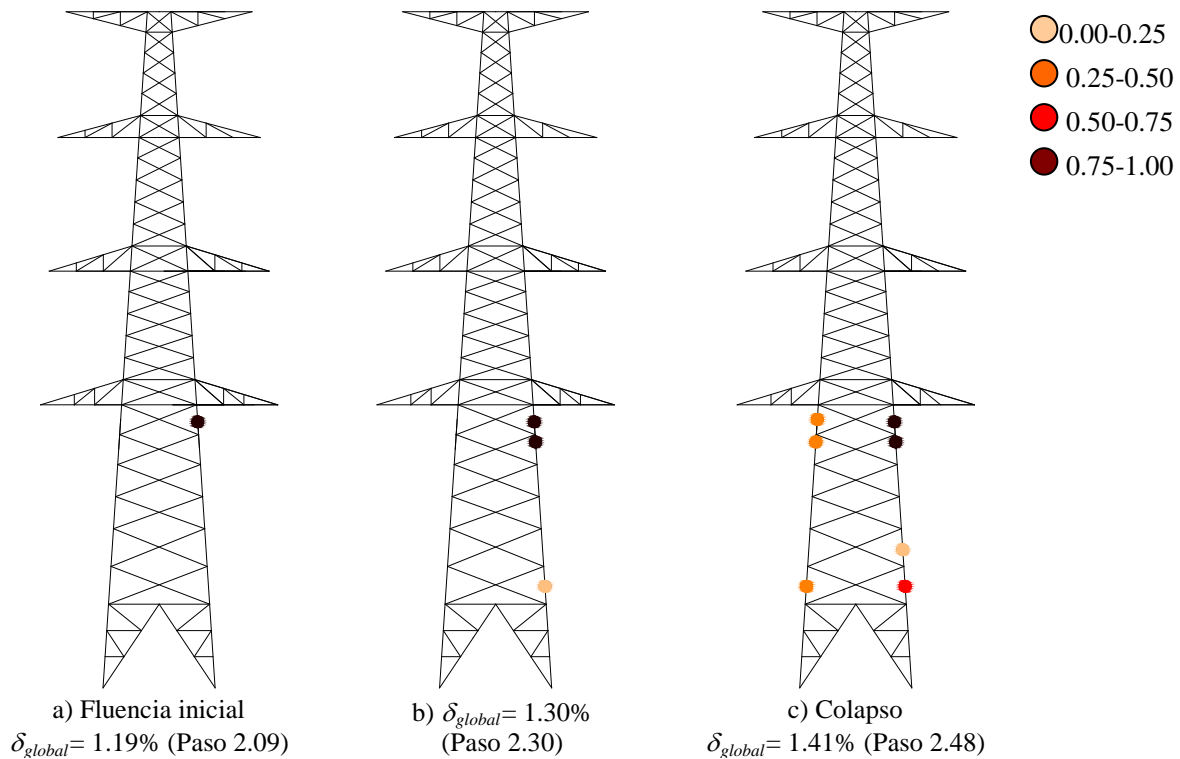 0.00-0.25
0.25-0.50
0.50-0.75
0.75-1.00
a) Fluencia inicial
δglobal= 1.19% (Paso 2.09)
b) δglobal= 1.30%
(Paso 2.30)
c) Colapso
δglobal= 1.41% (Paso 2.48)